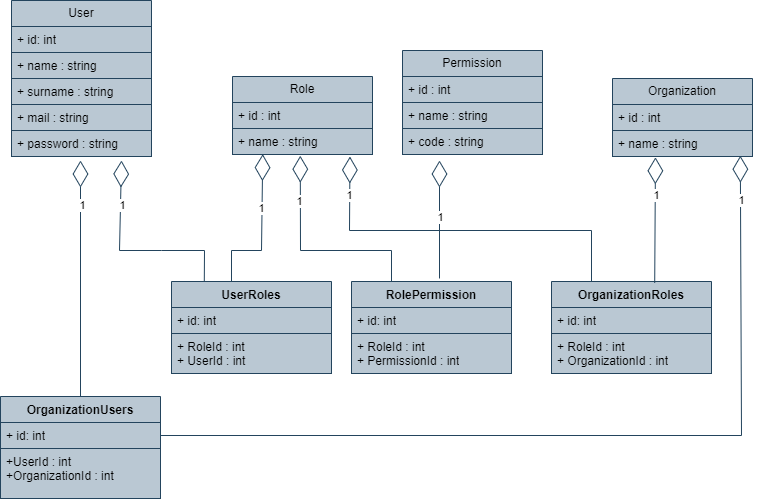 User
+ id: int
+ name : string
+ surname : string
+ mail : string
+ password : string
Role
+ id : int
+ name : string
Permission
+ id : int
+ name : string
+ code : string
Organization
+ id : int
+ name : string
1
1
1
1
1
1
1
1
UserRoles
+ id: int
+ RoleId : int
+ UserId : int
RolePermission
+ id: int
+ RoleId : int
+ PermissionId : int
OrganizationRoles
+ id: int
+ RoleId : int
+ OrganizationId : int
OrganizationUsers
+ id: int
+UserId : int
+OrganizationId : int